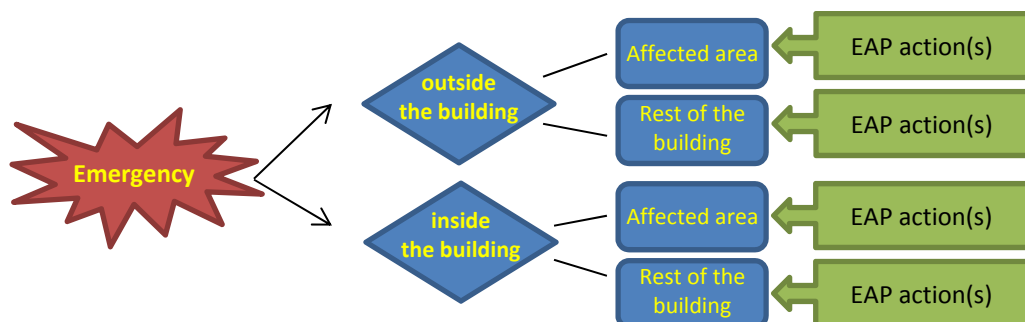 Emergency
outside
the building
Affected area
EAP action(s)
Rest of the
building
EAP action(s)
inside
the building
Affected area
EAP action(s)
Rest of the
building
EAP action(s)